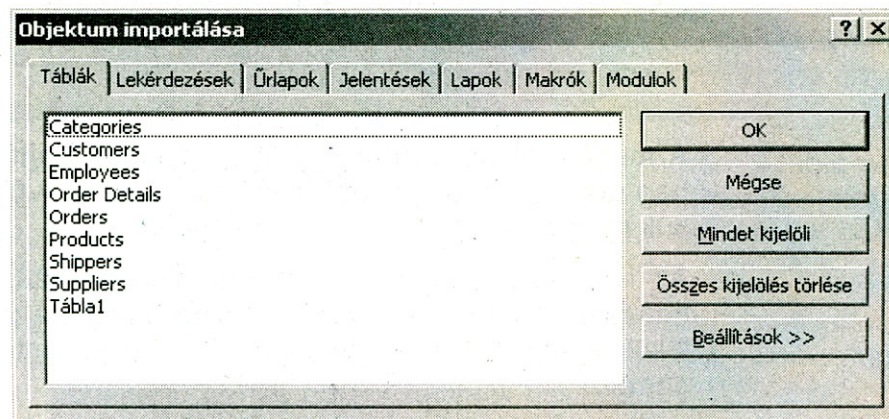 Objektum importálása
Táblák Lekérdezések Űrlapok Jelentések Lapok Makrók Modulok
Categories
Customers
Employees
Order Details
Orders
Products
Shippers
Suppliers
Tábla1
OK
Mégse
Mindet kijelöli
Összes kijelölés törlése
Beállítások >>